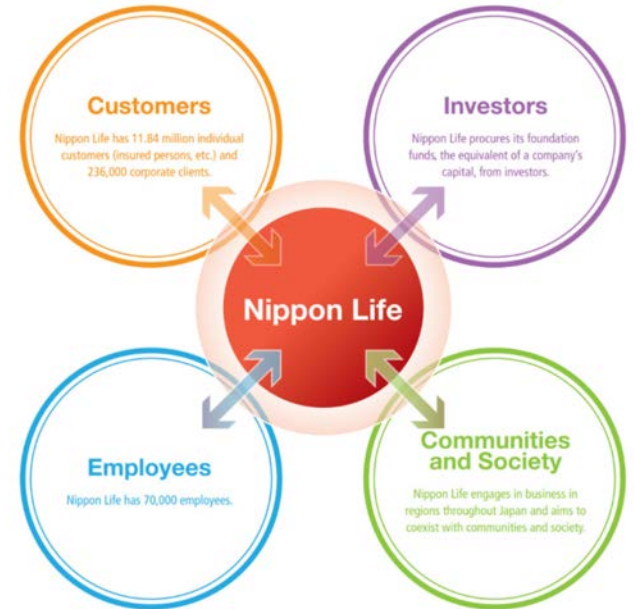 Customers
Nippon Life has 11.84 million individual
customers (insured persons, etc.) and
236,000 corporate clients.
Investors
Nippon Life procures its foundation
funds, the equivalent of a company's
capital, from investors.
Nippon Life
Employees
Nippon Life has 70,000 employees.
Communities
and Society
Nippon Life engages in business in
regions throughout Japan and aims to
coexist with communities and society.